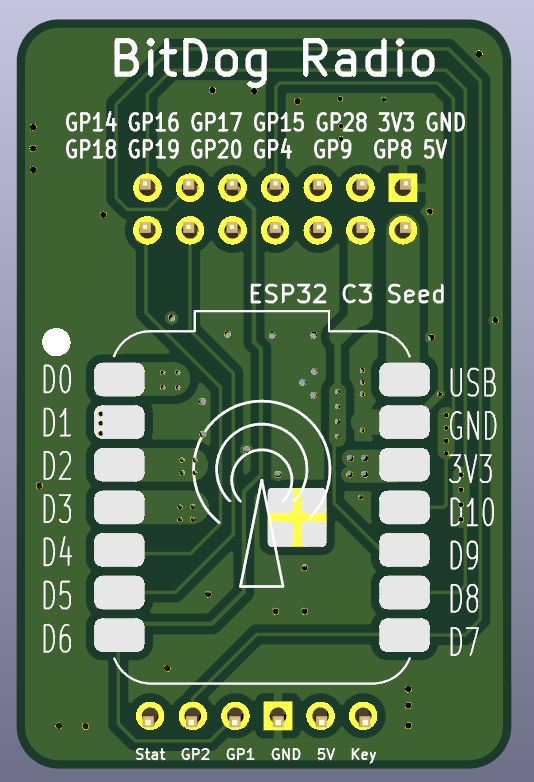 BitDog Radio
GP14 GP16 GP17 GP15 GP28 3V3 GND
GP18 GP19 GP20 GP4 GP9 GP8 5V
ESP32 C3 Seed
D0 USB
D1 GND
D2 3V3
D3 D10
D4 D9
D5 D8
D6 D7
Stat GP2 GP1 GND 5V Key